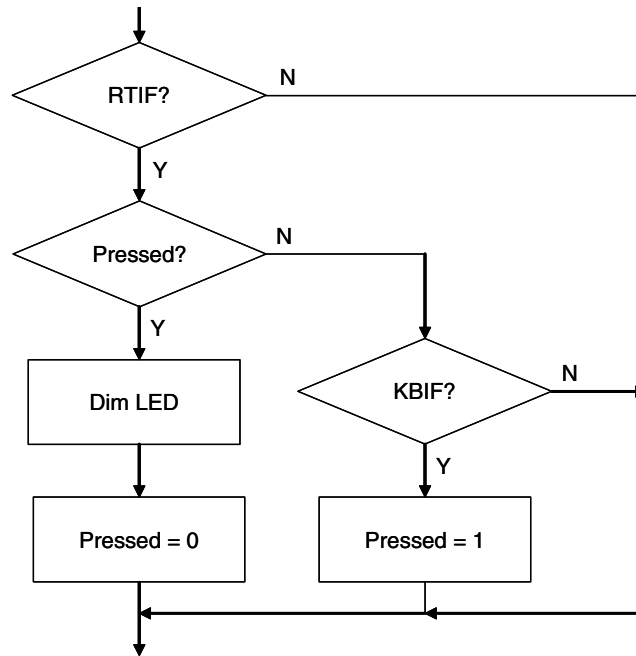 RTIF?
N
Y
Pressed?
N
Y
Dim LED
KBIF?
N
Y
Pressed = 0
Pressed = 1